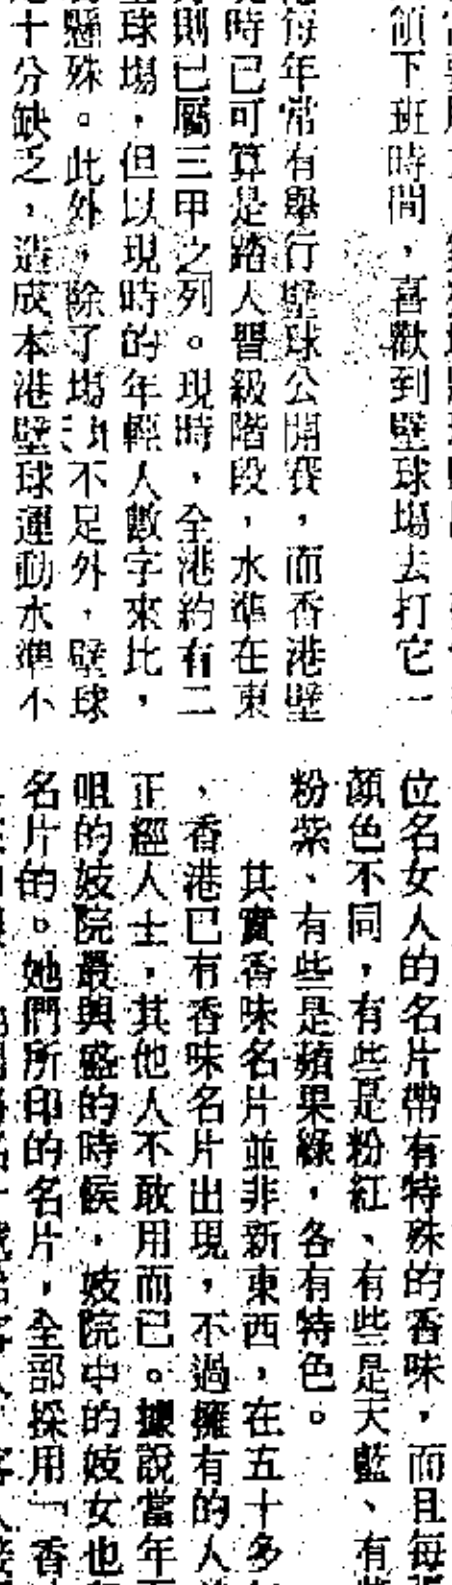 領下班時間，喜歡到壁球場去打它一
每年常有舉行壁球公開賽，而香港壁
時已可算是踏入晉級階段，水準在東
則已屬三甲之列。現時，全港約有二
球場，但以現時的年輕人數字來比，
懸殊。此外，除了場地不足外，壁球
十分缺乏，造成本港壁球運動水準不
位名女人的名片帶有特殊的香味，而且每
顏色不同，有些是粉紅、有些是天藍、有
粉紫、有些是蘋果綠，各有特色。
其實香味名片並非新東西，在五十多
、香港已有香味名片出現，不過擁有的人
正經人士，其他人不敢用而已。據說當年
咀的妓院最興盛的時候，妓院中的妓女也
名片的。她們所印的名片，全部採用「香